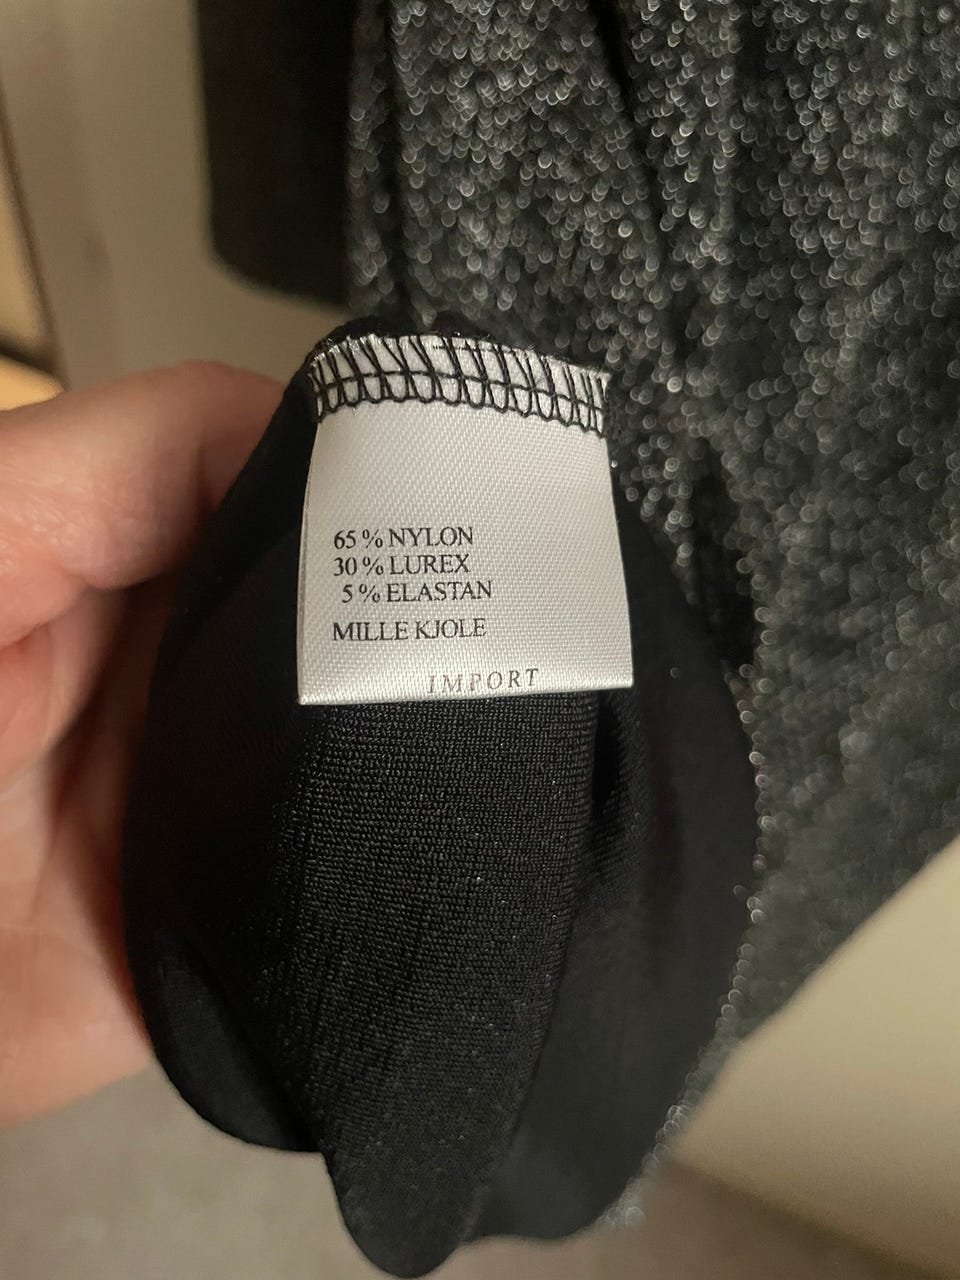 65 % NYLON
30 % LUREX
5 % ELASTAN
MILLE KJOLE
IMPORT